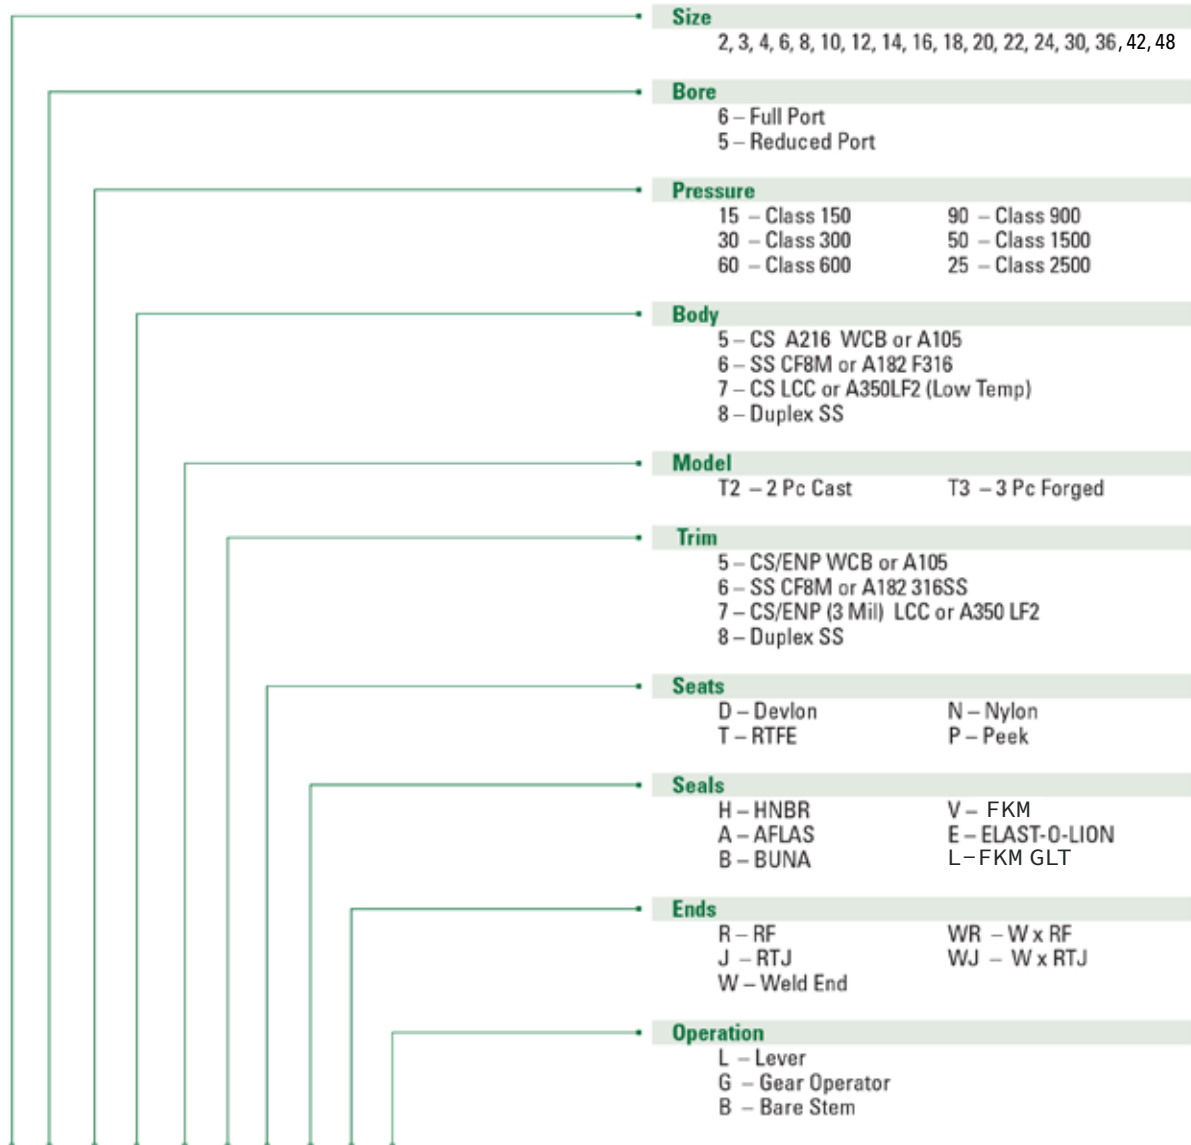 Size
2, 3, 4, 6, 8, 10, 12, 14, 16, 18, 20, 22, 24, 30, 36, 42, 48
Bore
6 – Full Port
5 – Reduced Port
Pressure
15 – Class 150 90 – Class 900
30 – Class 300 50 – Class 1500
60 – Class 600 25 – Class 2500
Body
5 – CS A216 WCB or A105
6 – SS CF8M or A182 F316
7 – CS LCC or A350LF2 (Low Temp)
8 – Duplex SS
Model
T2 – 2 Pc Cast T3 – 3 Pc Forged
Trim
5 – CS/ENP WCB or A105
6 – SS CF8M or A182 316SS
7 – CS/ENP (3 Mil) LCC or A350 LF2
8 – Duplex SS
Seats
D – Devlon N – Nylon
T – RTFE P – Peek
Seals
H – HNBR V – FKM
A – AFLAS E – ELAST-O-LION
B – BUNA L–FKM GLT
Ends
R – RF WR – W x RF
J – RTJ WJ – W x RTJ
W – Weld End
Operation
L – Lever
G – Gear Operator
B – Bare Stem